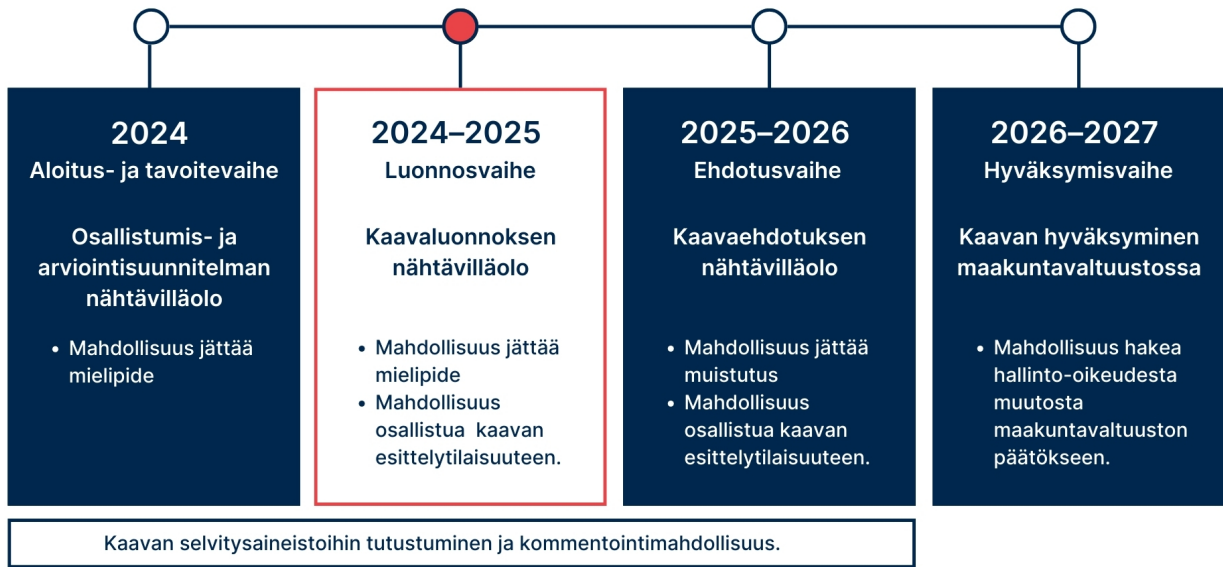 2024
Aloitus- ja tavoitevaihe
Osallistumis- ja
arviointisuunnitelman
nähtävilläolo
• Mahdollisuus jättää
mielipide
2024–2025
Luonnosvaihe
Kaavaluonnoksen
nähtävilläolo
• Mahdollisuus jättää
mielipide
• Mahdollisuus
osallistua kaavan
esittelytilaisuuteen.
2025–2026
Ehdotusvaihe
Kaavaehdotuksen
nähtävilläolo
• Mahdollisuus jättää
muistutus
• Mahdollisuus
osallistua kaavan
esittelytilaisuuteen.
2026–2027
Hyväksymisvaihe
Kaavan hyväksyminen
maakuntavaltuustossa
• Mahdollisuus hakea
hallinto-oikeudesta
muutosta
maakuntavaltuuston
päätökseen.
Kaavan selvitysaineistoihin tutustuminen ja kommentointimahdollisuus.